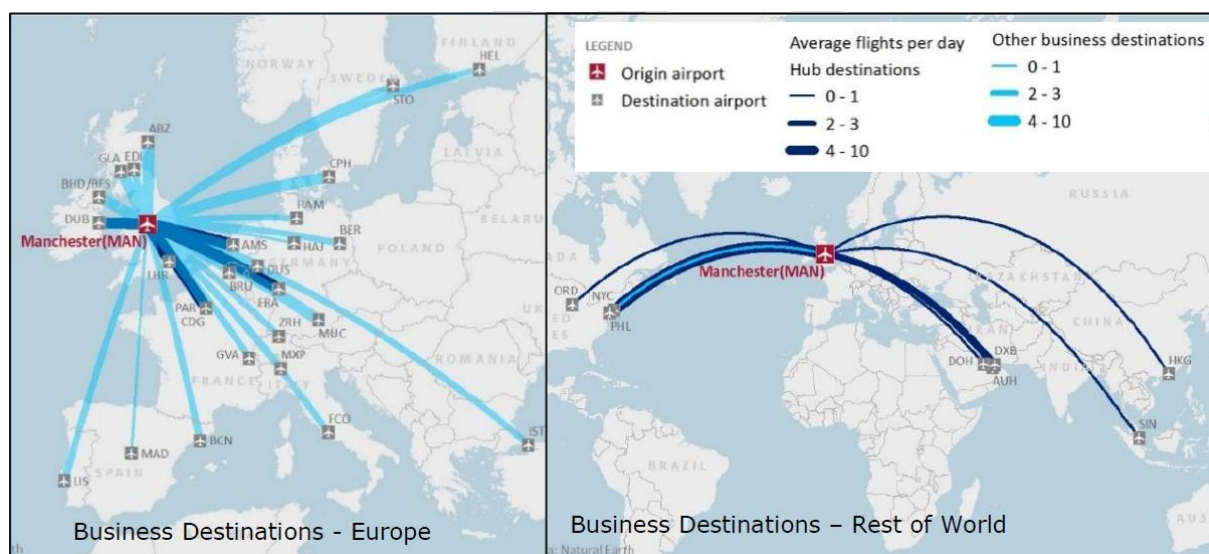 NORWAY
SWEDEN
FINLAND
HEL
STO
LATVIA
ABZ
GLA
EDI
CPH
BHD/BFS
DUB
HAM
BELARU
Manchester(MAN)
AMS
HAJ
BER
POLAND
LHR
DUS
GERMANY
BRU
FRA
PAR
CDG
MUC
UK
ZRH
GVA
MXP
ROMANIA
FRANCE
ITALY
FCO
IST
BCN
MAD
SPAIN
LIS
Business Destinations - Europe
LEGEND
Origin airport
Destination airport
Average flights per day
Hub destinations
0 - 1
2 - 3
4 - 10
Other business destinations
0 - 1
2 - 3
4 - 10
RUSSIA
Manchester(MAN)
ORD
NYC
PHL
KAZAKHSTAN
CHINA
IRAN
DOH
DXB
AUH
INDIA
HKG
SIN
BRAZIL
AUS
Business Destinations – Rest of World
a: Natural Earth